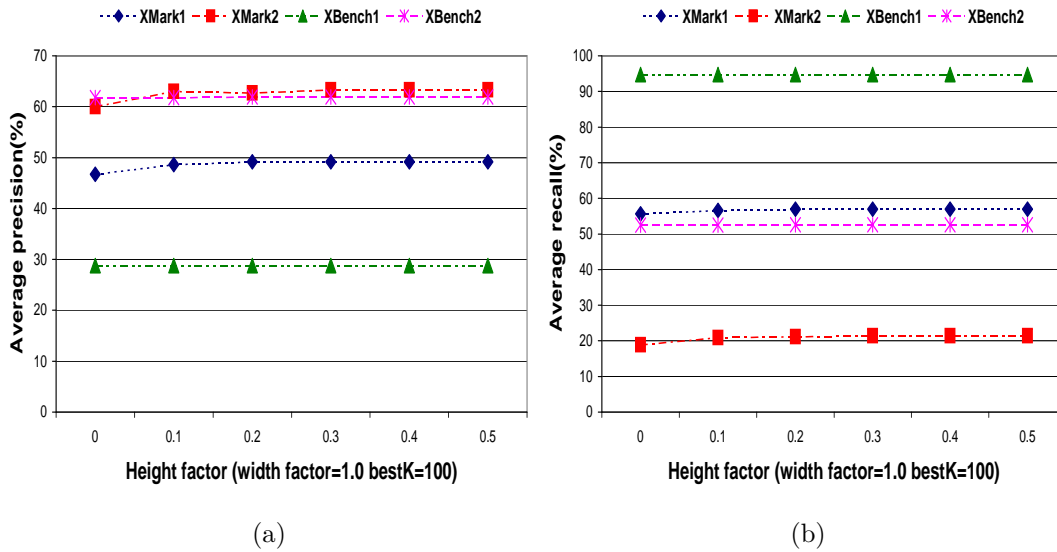 XMark1 XMark2 XBench1 XBench2
70
60
50
40
30
20
10
0
Average precision(%)
0 0.1 0.2 0.3 0.4 0.5
Height factor (width factor=1.0 bestK=100)
(a)
XMark1 XMark2 XBench1 XBench2
100
90
80
70
60
50
40
30
20
10
0
Average recall(%)
0 0.1 0.2 0.3 0.4 0.5
Height factor (width factor=1.0 bestK=100)
(b)